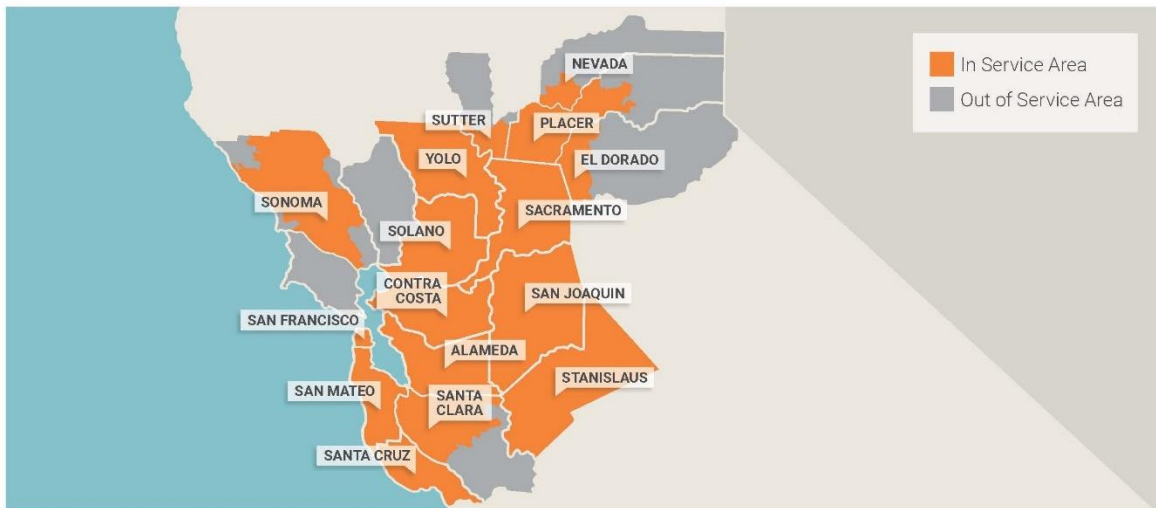 NEVADA
In Service Area
Out of Service Area
SUTTER
PLACER
YOLO
EL DORADO
SONOMA
SACRAMENTO
SOLANO
CONTRA
COSTA
SAN JOAQUIN
SAN FRANCISCO
ALAMEDA
STANISLAUS
SAN MATEO
SANTA
CLARA
SANTA CRUZ